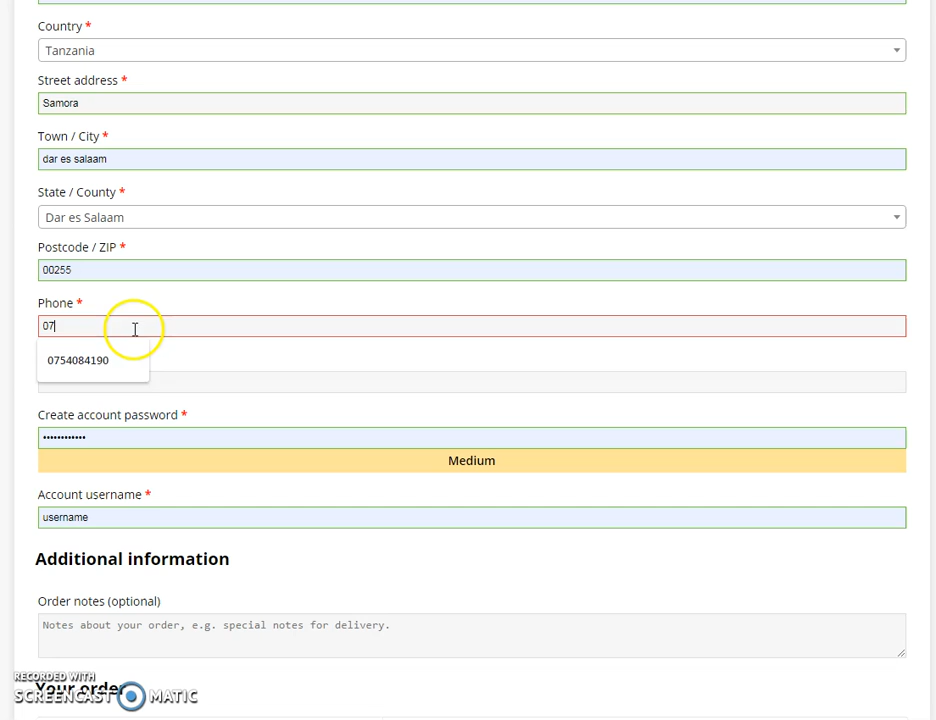 Country *
Tanzania
Street address *
Samora
Town / City *
dar es salaam
State / County *
Dar es Salaam
Postcode / ZIP *
00255
Phone *
07
0754084190
Create account password *
••••••••••••
Medium
Account username *
username
Additional information
Order notes (optional)
Notes about your order, e.g. special notes for delivery.
Your order
RECORDED WITH
SCREENCAST MATIC